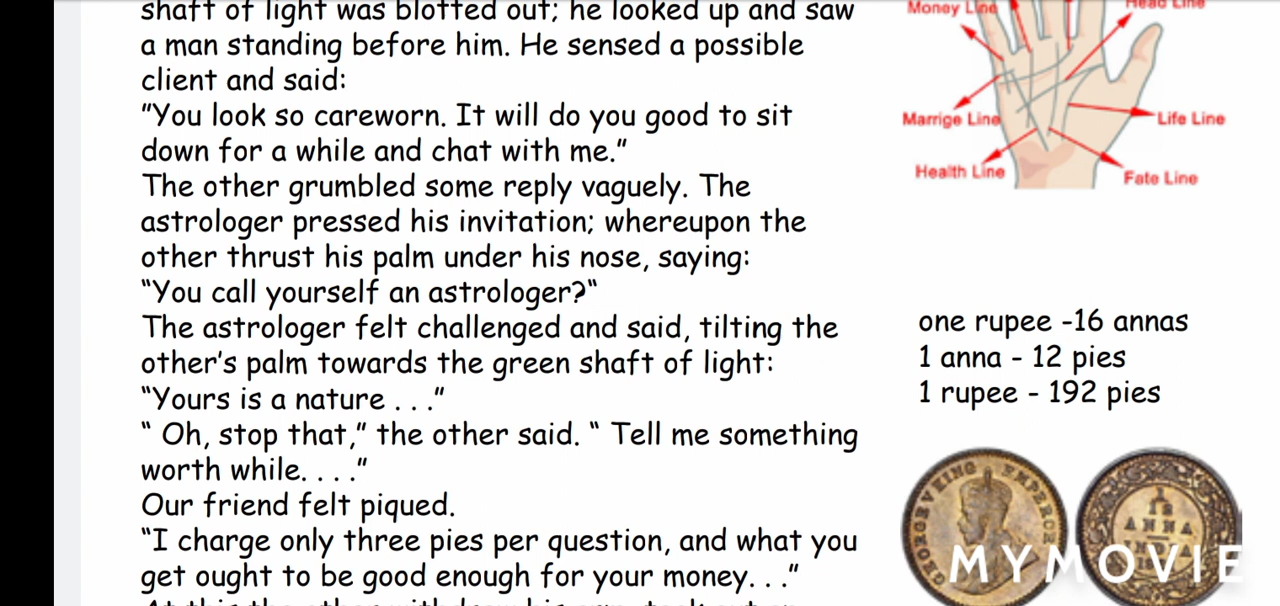 shaft of light was blotted out; he looked up and saw
a man standing before him. He sensed a possible
client and said:
"You look so careworn. It will do you good to sit
down for a while and chat with me."
The other grumbled some reply vaguely. The
astrologer pressed his invitation; whereupon the
other thrust his palm under his nose, saying:
"You call yourself an astrologer?"
The astrologer felt challenged and said, tilting the
other's palm towards the green shaft of light:
"Yours is a nature . . ."
" Oh, stop that," the other said. " Tell me something
worth while. . . ."
Our friend felt piqued.
"I charge only three pies per question, and what you
get ought to be good enough for your money. . ."
Money Line
Head Line
Marrige Line
Life Line
Health Line
Fate Line
one rupee -16 annas
1 anna - 12 pies
1 rupee - 192 pies
GEORGE V KING EMPEROR
1/12
ANNA
MYMOVIE